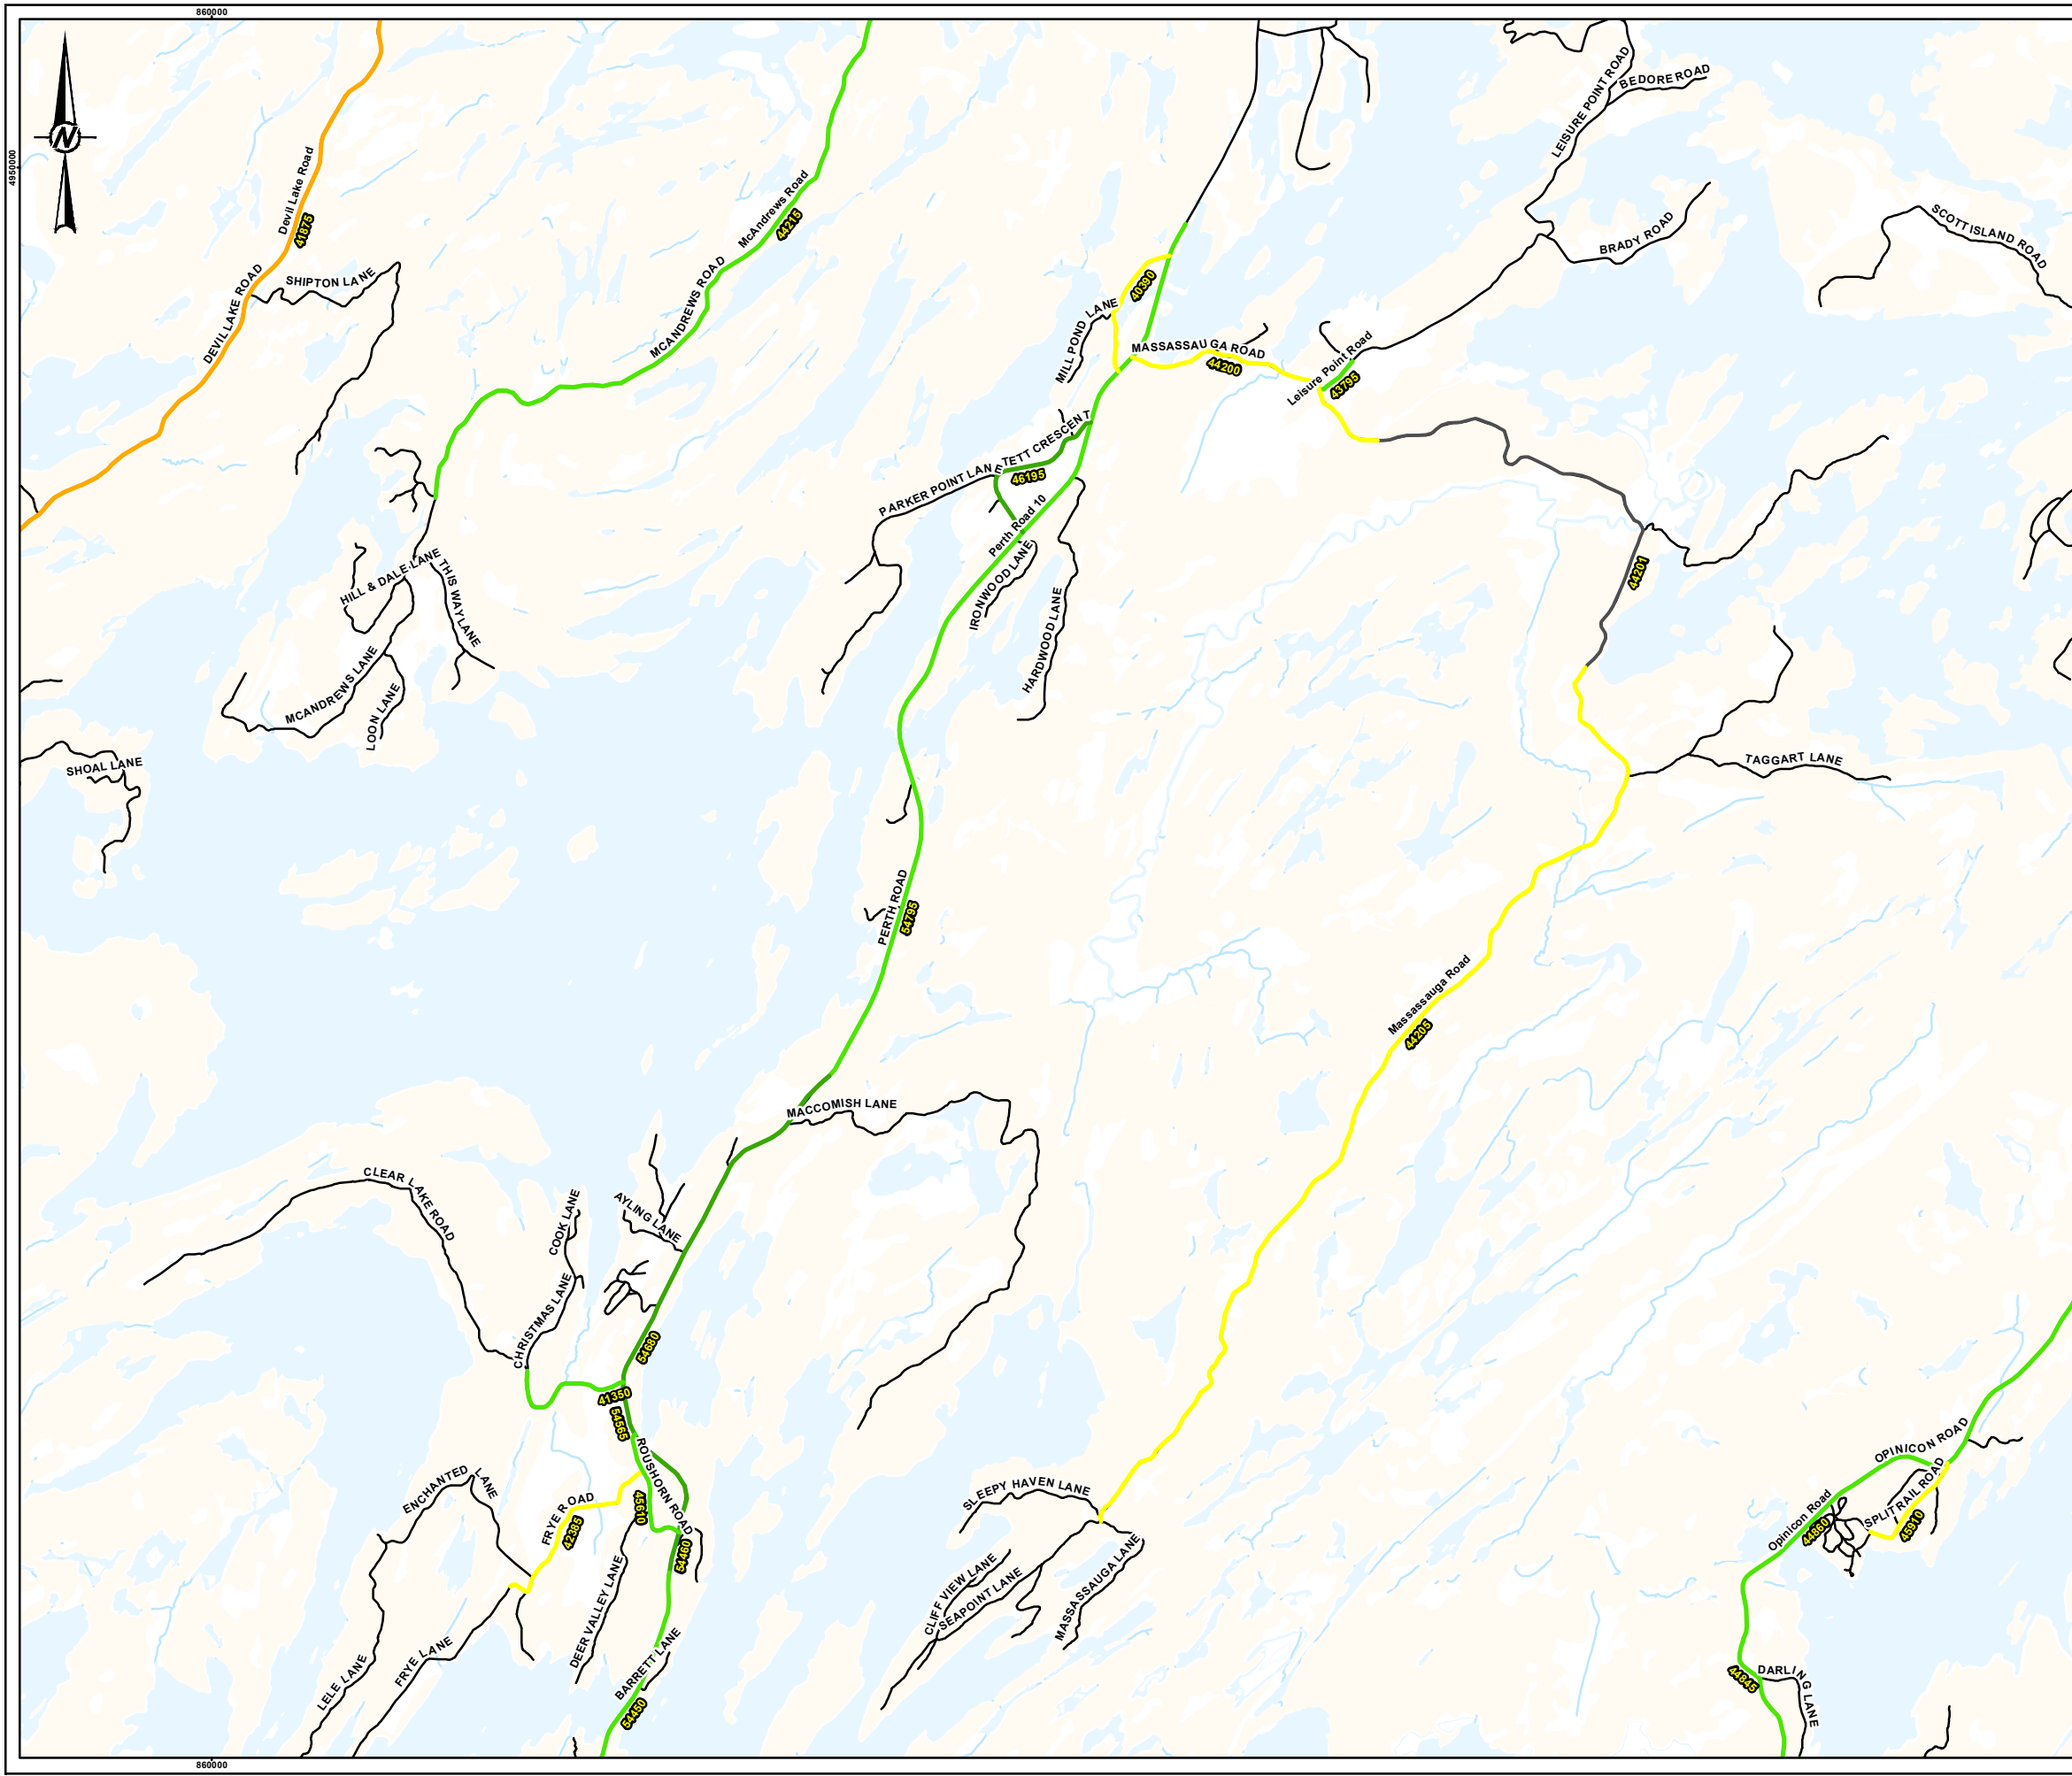 860000
4950000
N
LEISURE POINT ROAD
BEDORE ROAD
Devil Lake Road
41875
McAndrews Road
44215
SCOTT ISLAND ROAD
BRADY ROAD
DEVIL LAKE ROAD
SHIPTON LANE
MCANDREWS ROAD
40390
MILL POND LANE
MASSASSAUGA ROAD
44200
Leisure Point Road
43795
PARKER POINT LANE
TETT CRESCENT
46195
Perth Road 10
IRONWOOD LANE
HARDWOOD LANE
44201
HILL & DALE LANE
THIS WAY LANE
MCANDREWS LANE
LOON LANE
SHOAL LANE
TAGGART LANE
PERTH ROAD
54795
Massassauga Road
44205
MACCOMISH LANE
CLEAR LAKE ROAD
COOK LANE
AYLING LANE
CHRISTMAS LANE
54680
41350
54565
ROUSHORN ROAD
ENCHANTED LANE
FRYE ROAD
42385
45610
54460
SLEEPY HAVEN LANE
OPINICON ROAD
Opinicon Road
44860
SPLITRAIL ROAD
45910
DEER VALLEY LANE
CLIFF VIEW LANE
SEAPOINT LANE
MASSASSAUGA LANE
LELE LANE
FRYE LANE
BARRETT LANE
54450
44845
DARLING LANE
860000